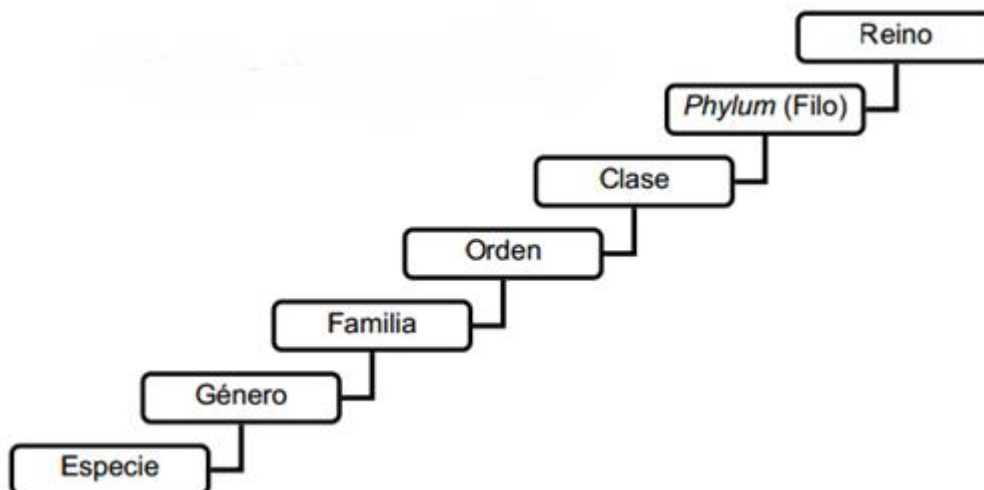 Reino
Phylum (Filo)
Clase
Orden
Familia
Género
Especie